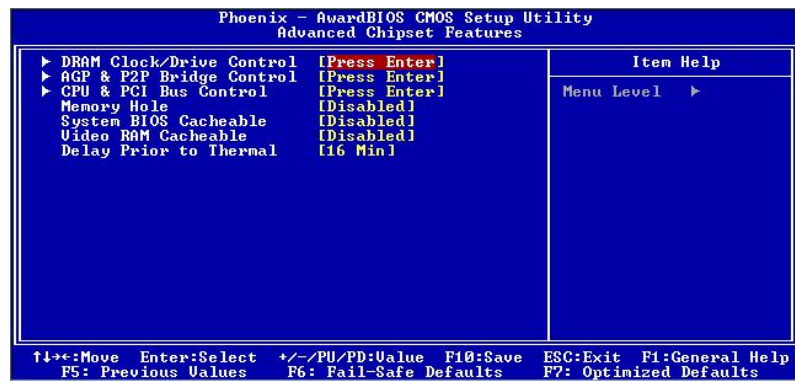 Phoenix - AwardBIOS CMOS Setup Utility
Advanced Chipset Features
▶ DRAM Clock/Drive Control [Press Enter]
▶ AGP & P2P Bridge Control [Press Enter]
▶ CPU & PCI Bus Control [Press Enter]
Memory Hole [Disabled]
System BIOS Cacheable [Disabled]
Video RAM Cacheable [Disabled]
Delay Prior to Thermal [16 Min]
Item Help
Menu Level ▶
↑↓→←:Move Enter:Select +/-/PU/PD:Value F10:Save ESC:Exit F1:General Help
F5: Previous Values F6: Fail-Safe Defaults F7: Optimized Defaults